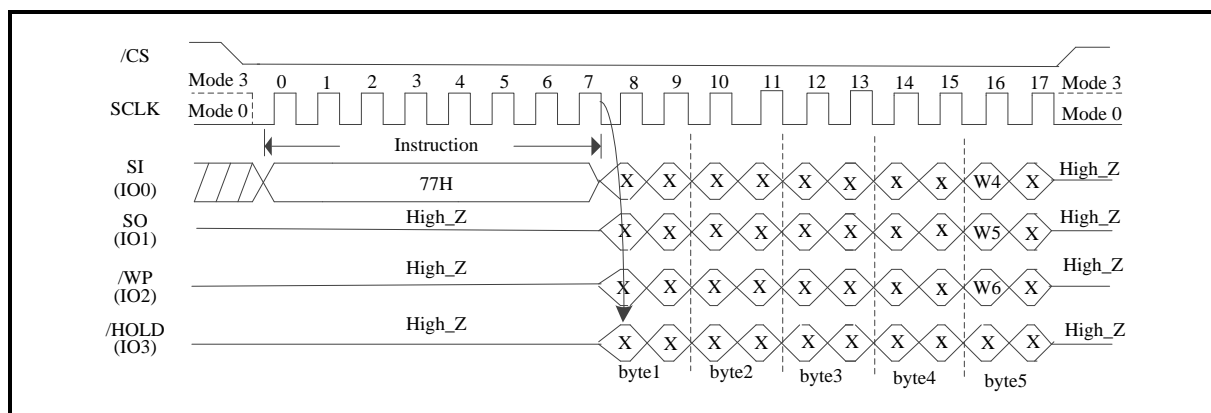 /CS
Mode 3 0 1 2 3 4 5 6 7 8 9 10 11 12 13 14 15 16 17 Mode 3
SCLK
Mode 0 Mode 0
Instruction
SI
(IO0)
77H X X X X X X X x W4 X High_Z
SO
(IO1)
High_Z X X X X X X X x W5 X High_Z
/WP
(IO2)
High_Z X X X X X X x x W6 X High_Z
/HOLD
(IO3)
High_Z X X X X X X X X X X High_Z
byte1 byte2 byte3 byte4 byte5